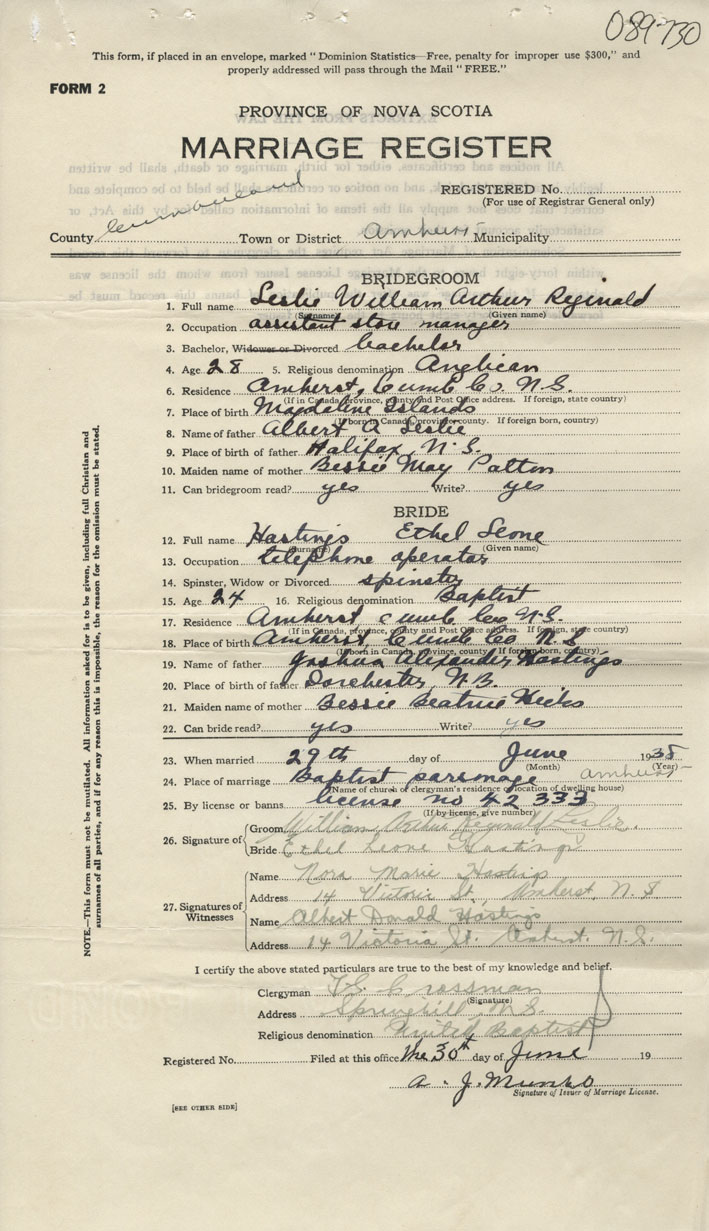 089-730
This form, if placed in an envelope, marked "Dominion Statistics—Free, penalty for improper use $300," and
properly addressed will pass through the Mail "FREE."
FORM 2
PROVINCE OF NOVA SCOTIA
MARRIAGE REGISTER
REGISTERED No.
(For use of Registrar General only)
County Cumberland Town or District Amherst Municipality
BRIDEGROOM
1. Full name Leslie William Arthur Reginald
(Surname) (Given name)
2. Occupation assistant store manager
3. Bachelor, Widower or Divorced bachelor
4. Age 28 5. Religious denomination Anglican
6. Residence Amherst, Cumb Co. N.S.
(If in Canada, province, county and Post Office address. If foreign, state country)
7. Place of birth Magdaline Islands
(If born in Canada, province, county. If foreign born, country)
8. Name of father Albert A Leslie
9. Place of birth of father Halifax, N.S.
10. Maiden name of mother Bessie May Patton
11. Can bridegroom read? yes Write? yes
BRIDE
12. Full name Hastings Ethel Leone
(Surname) (Given name)
13. Occupation telephone operator
14. Spinster, Widow or Divorced spinster
15. Age 24 16. Religious denomination Baptist
17. Residence Amherst, Cumb Co N.S.
(If in Canada, province, county and Post Office address. If foreign, state country)
18. Place of birth Amherst, Cumb Co N.S
(If born in Canada, province, county. If foreign born, country)
19. Name of father Joshua Alexander Hastings
20. Place of birth of father Dorchester, N.B.
21. Maiden name of mother Bessie Beatrice Hicks
22. Can bride read? yes Write? yes
23. When married 29th day of June 1938
(Month) (Year)
24. Place of marriage Baptist parsonage Amherst
(Name of church or clergyman's residence or location of dwelling house)
25. By license or banns license no 42 333
(If by license, give number)
26. Signature of
Groom William Arthur Reginald Leslie
Bride Ethel Leone Hastings
27. Signatures of Witnesses
Name Nora Marie Hastings
Address 14 Victoria St., Amherst, N.S
Name Albert Donald Hastings
Address 14 Victoria St. Amherst. N.S.
I certify the above stated particulars are true to the best of my knowledge and belief.
Clergyman Crossman
(Signature)
Address Springhill N.S.
Religious denomination United Baptist
Registered No. Filed at this office the 30th day of June 19
A. J. Munro
Signature of Issuer of Marriage License.
[SEE OTHER SIDE]
NOTE.—This form must not be mutilated. All information asked for is to be given, including full Christian and
surnames of all parties, and if for any reason this is impossible, the reason for the omission must be stated.